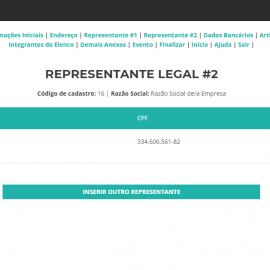 mações Iniciais | Endereço | Representante #1 | Representante #2 | Dados Bancários | Arti
Integrantes do Elenco | Demais Anexos | Evento | Finalizar | Início | Ajuda | Sair |
REPRESENTANTE LEGAL #2
Código de cadastro: 16 | Razão Social: Razão Social de/a Empresa
CPF
334.606.561-82
INSERIR OUTRO REPRESENTANTE